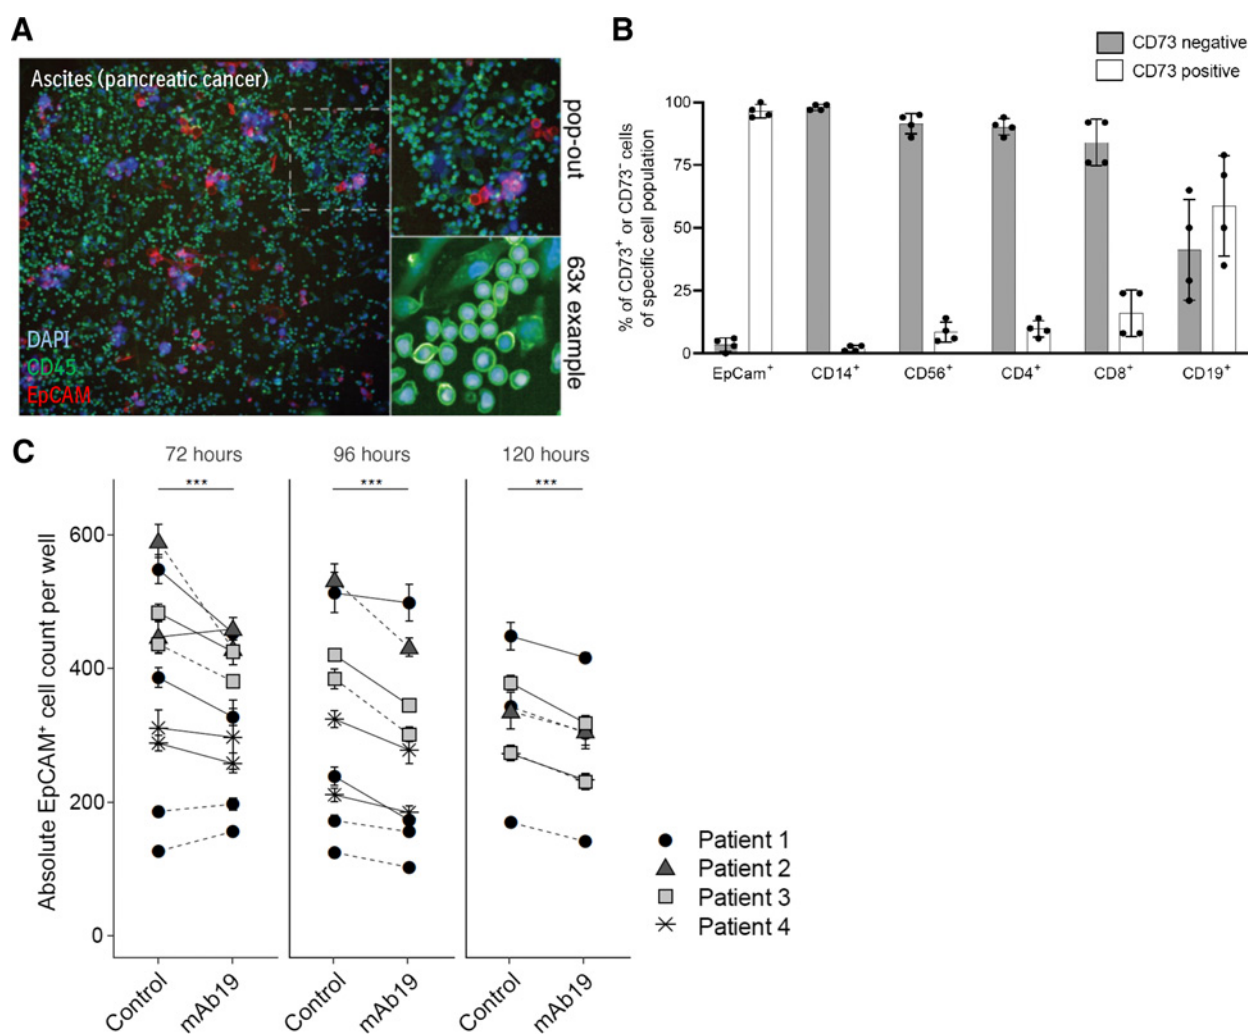 A
Ascites (pancreatic cancer)
DAPI
CD45
EpCAM
pop-out
63x example
B
CD73 negative
CD73 positive
% of CD73⁺ or CD73⁻ cells
of specific cell population
100
75
50
25
0
EpCam⁺
CD14⁺
CD56⁺
CD4⁺
CD8⁺
CD19⁺
C
72 hours
96 hours
120 hours
***
***
***
Absolute EpCAM⁺ cell count per well
600
400
200
0
Control
mAb19
Control
mAb19
Control
mAb19
Patient 1
Patient 2
Patient 3
Patient 4